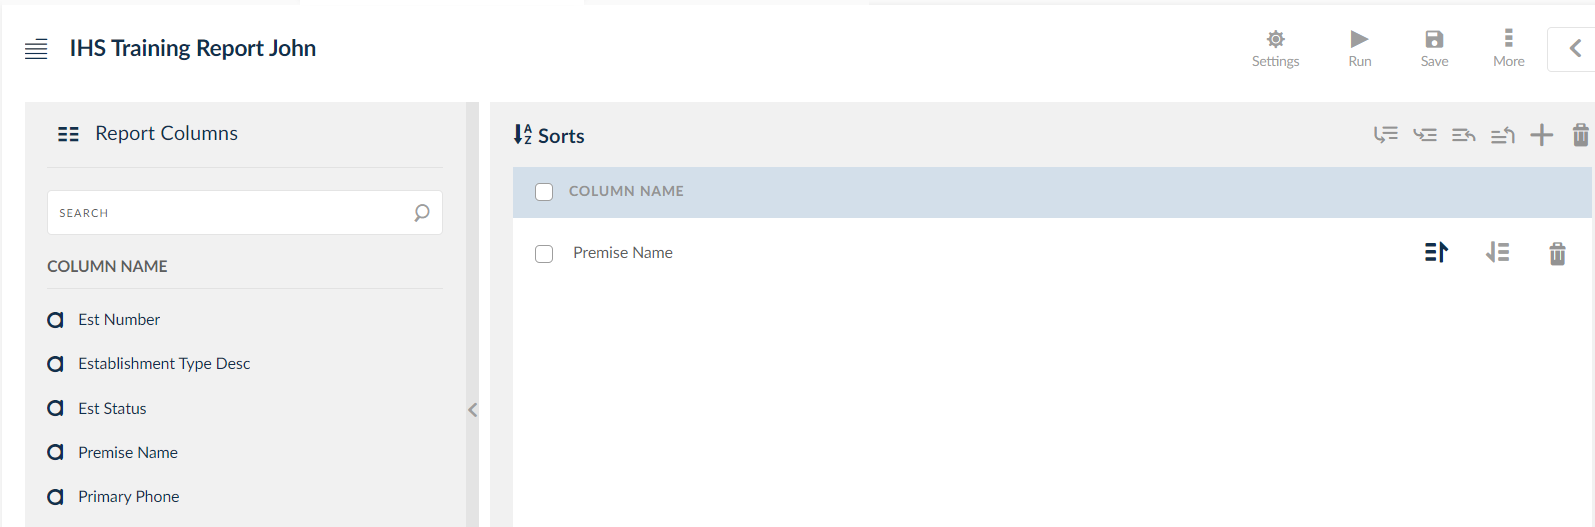 IHS Training Report John
Settings
Run
Save
More
Report Columns
SEARCH
COLUMN NAME
Est Number
Establishment Type Desc
Est Status
Premise Name
Primary Phone
AZ Sorts
COLUMN NAME
Premise Name